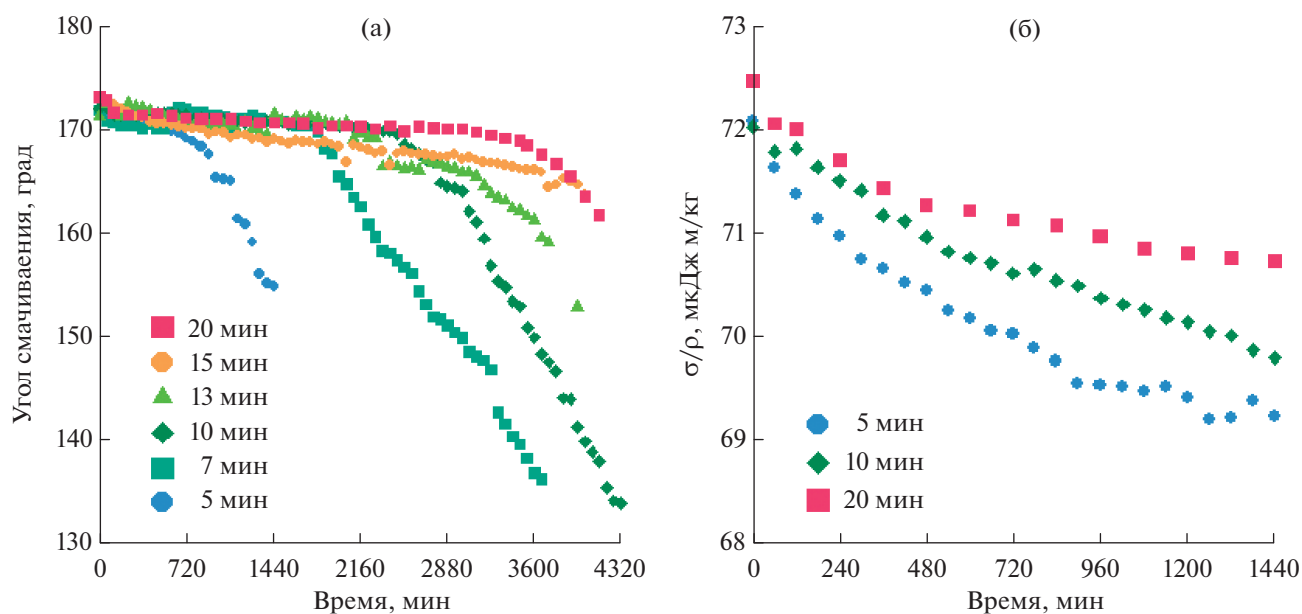 (а)
Угол смачиваения, град
180
170
160
150
140
130
20 мин
15 мин
13 мин
10 мин
7 мин
5 мин
0 720 1440 2160 2880 3600 4320
Время, мин
(б)
σ/ρ, мкДж м/кг
73
72
71
70
69
68
5 мин
10 мин
20 мин
0 240 480 720 960 1200 1440
Время, мин